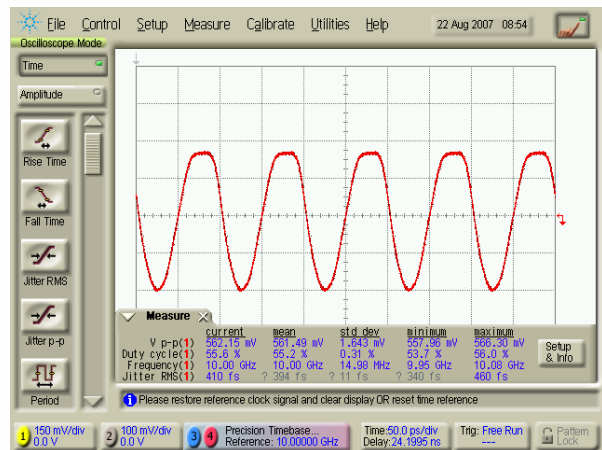 File Control Setup Measure Calibrate Utilities Help 22 Aug 2007 08:54
Oscilloscope Mode
Time
Amplitude
Rise Time
Fall Time
Jitter RMS
Jitter p-p
Period
Measure
current mean std dev minimum maximum
V p-p(1) 562.15 mV 561.49 mV 1.643 mV 557.96 mV 566.30 mV
Duty cycle(1) 55.6 % 55.2 % 0.31 % 53.7 % 56.0 %
Frequency(1) 10.00 GHz 10.00 GHz 14.98 MHz 9.95 GHz 10.08 GHz
Jitter RMS(1) 410 fs ? 394 fs ? 11 fs ? 340 fs 460 fs
Setup
& Info
Please restore reference clock signal and clear display OR reset time reference
1 150 mV/div
0.0 V
2 100 mV/div
0.0 V
3 4 Precision Timebase...
Reference: 10.00000 GHz
Time:50.0 ps/div
Delay:24.1995 ns
Trig: Free Run
---
Pattern
Lock